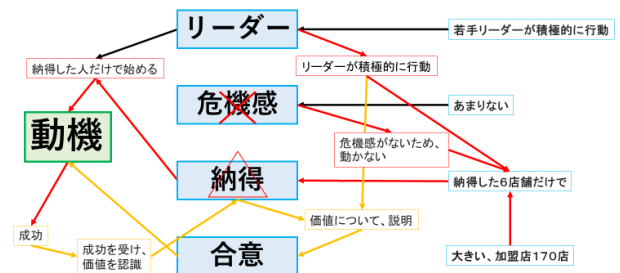 リーダー
若手リーダーが積極的に行動
納得した人だけで始める
リーダーが積極的に行動
危機感
あまりない
動機
危機感がないため、
動かない
納得
納得した6店舗だけで
価値について、説明
成功
成功を受け、
価値を認識
合意
大きい、加盟店170店